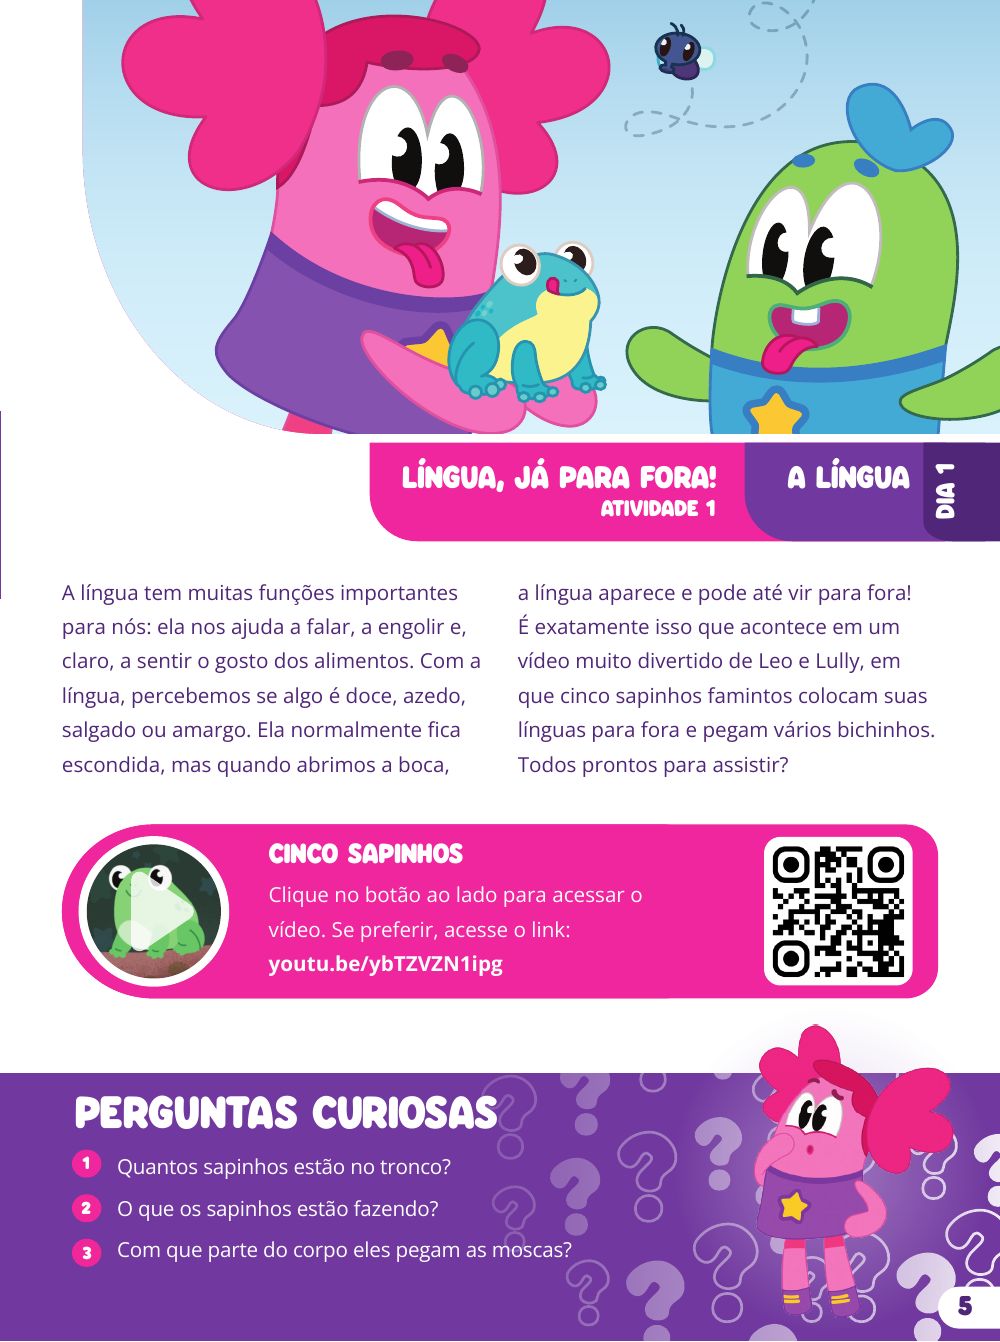 LÍNGUA, JÁ PARA FORA!
ATIVIDADE 1
A LÍNGUA
DIA 1
A língua tem muitas funções importantes
para nós: ela nos ajuda a falar, a engolir e,
claro, a sentir o gosto dos alimentos. Com a
língua, percebemos se algo é doce, azedo,
salgado ou amargo. Ela normalmente fica
escondida, mas quando abrimos a boca,
a língua aparece e pode até vir para fora!
É exatamente isso que acontece em um
vídeo muito divertido de Leo e Lully, em
que cinco sapinhos famintos colocam suas
línguas para fora e pegam vários bichinhos.
Todos prontos para assistir?
CINCO SAPINHOS
Clique no botão ao lado para acessar o
vídeo. Se preferir, acesse o link:
youtu.be/ybTZVZN1ipg
PERGUNTAS CURIOSAS
1 Quantos sapinhos estão no tronco?
2 O que os sapinhos estão fazendo?
3 Com que parte do corpo eles pegam as moscas?
5